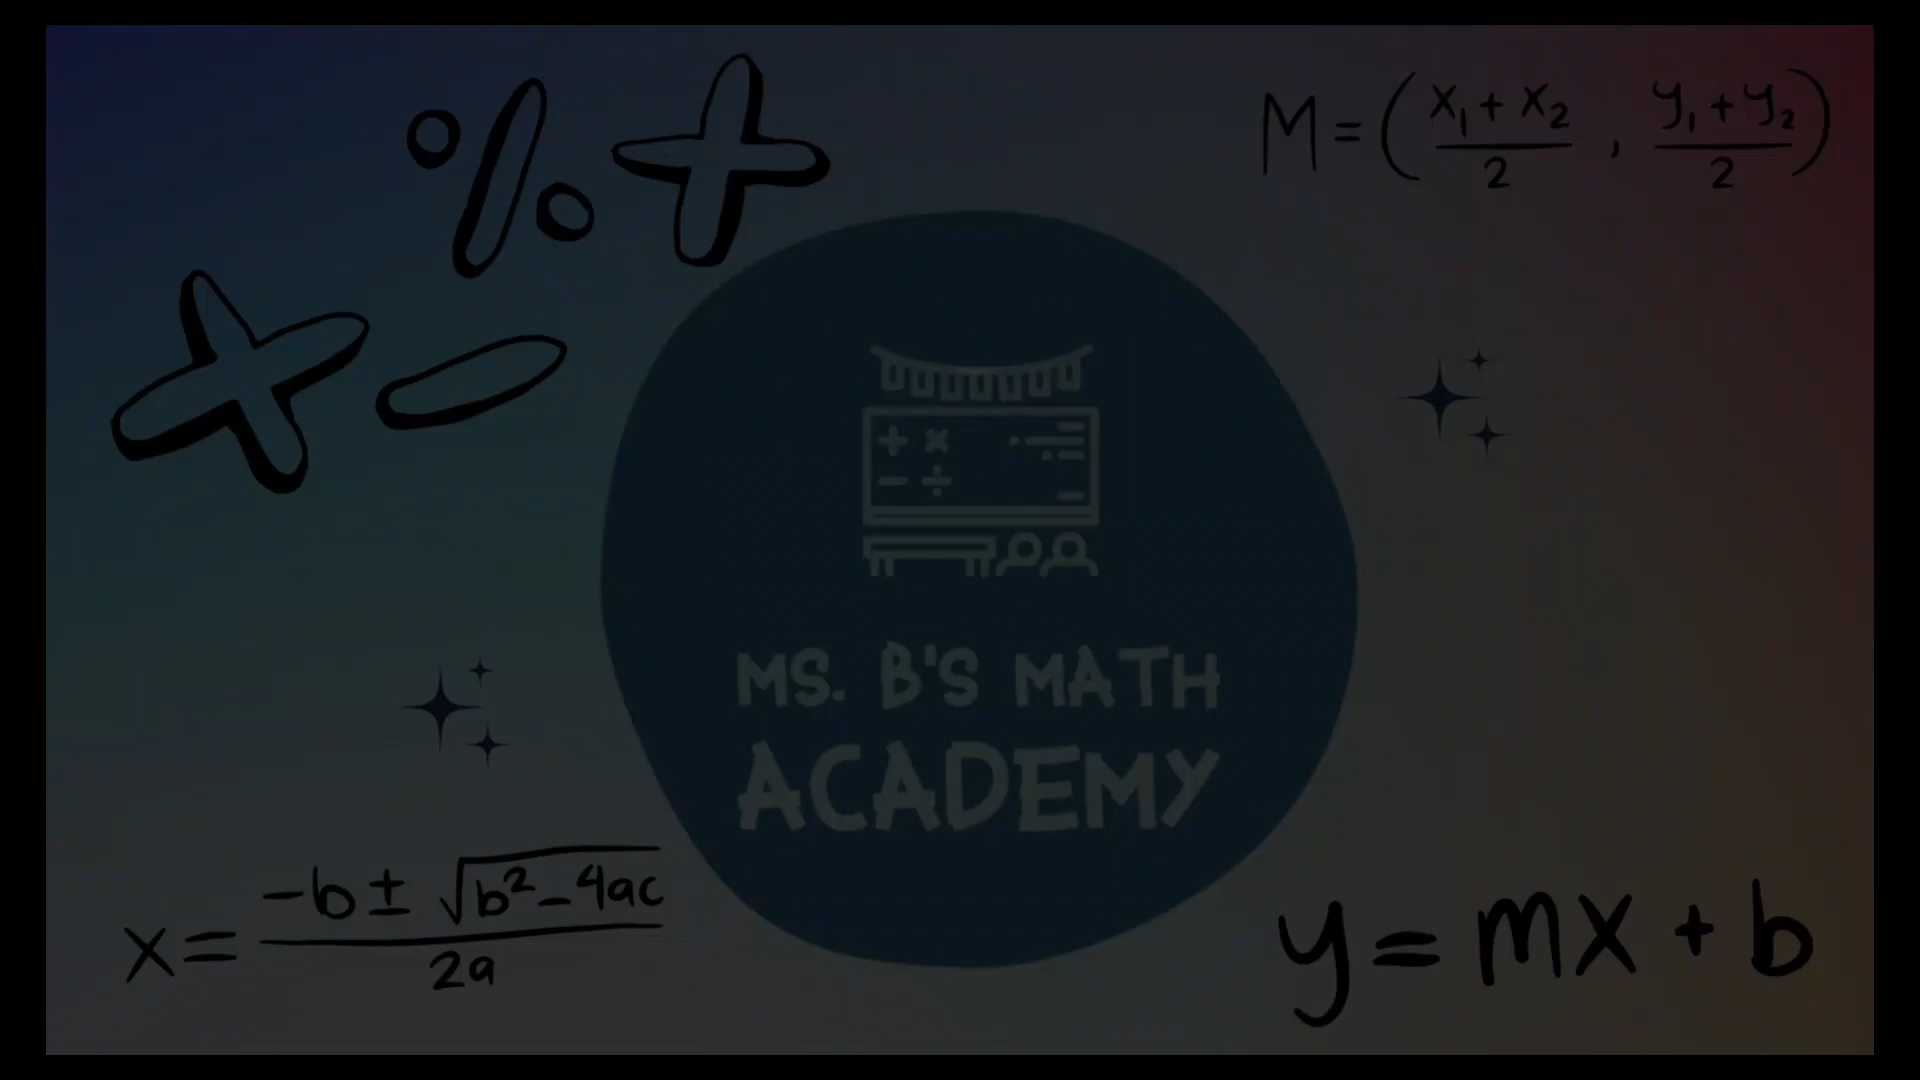 % +
× −
M = (x₁ + x₂ / 2 , y₁ + y₂ / 2)
+ ×
− ÷
MS. B'S MATH
ACADEMY
x = −b ± √b² − 4ac / 2a
y = mx + b